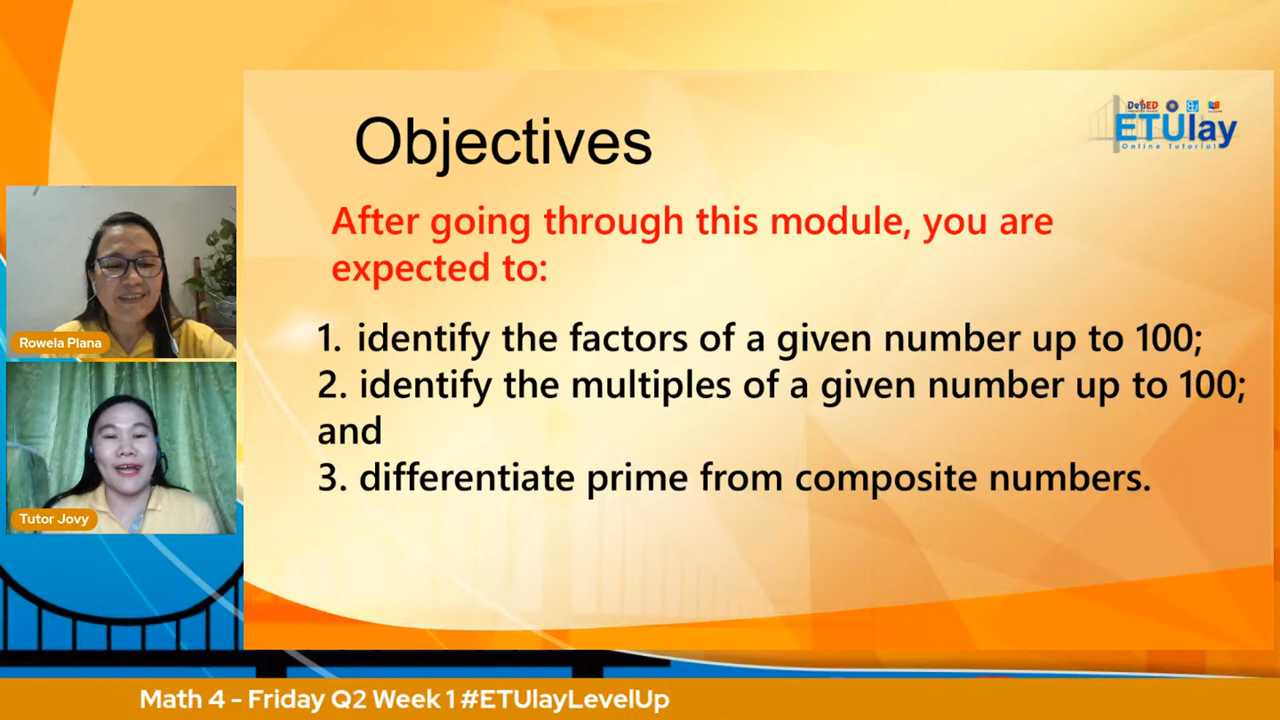 Objectives
DepED
ETUlay
Online Tutorial
After going through this module, you are
expected to:
1. identify the factors of a given number up to 100;
2. identify the multiples of a given number up to 100;
and
3. differentiate prime from composite numbers.
Rowela Plana
Tutor Jovy
Math 4 - Friday Q2 Week 1 #ETUlayLevelUp